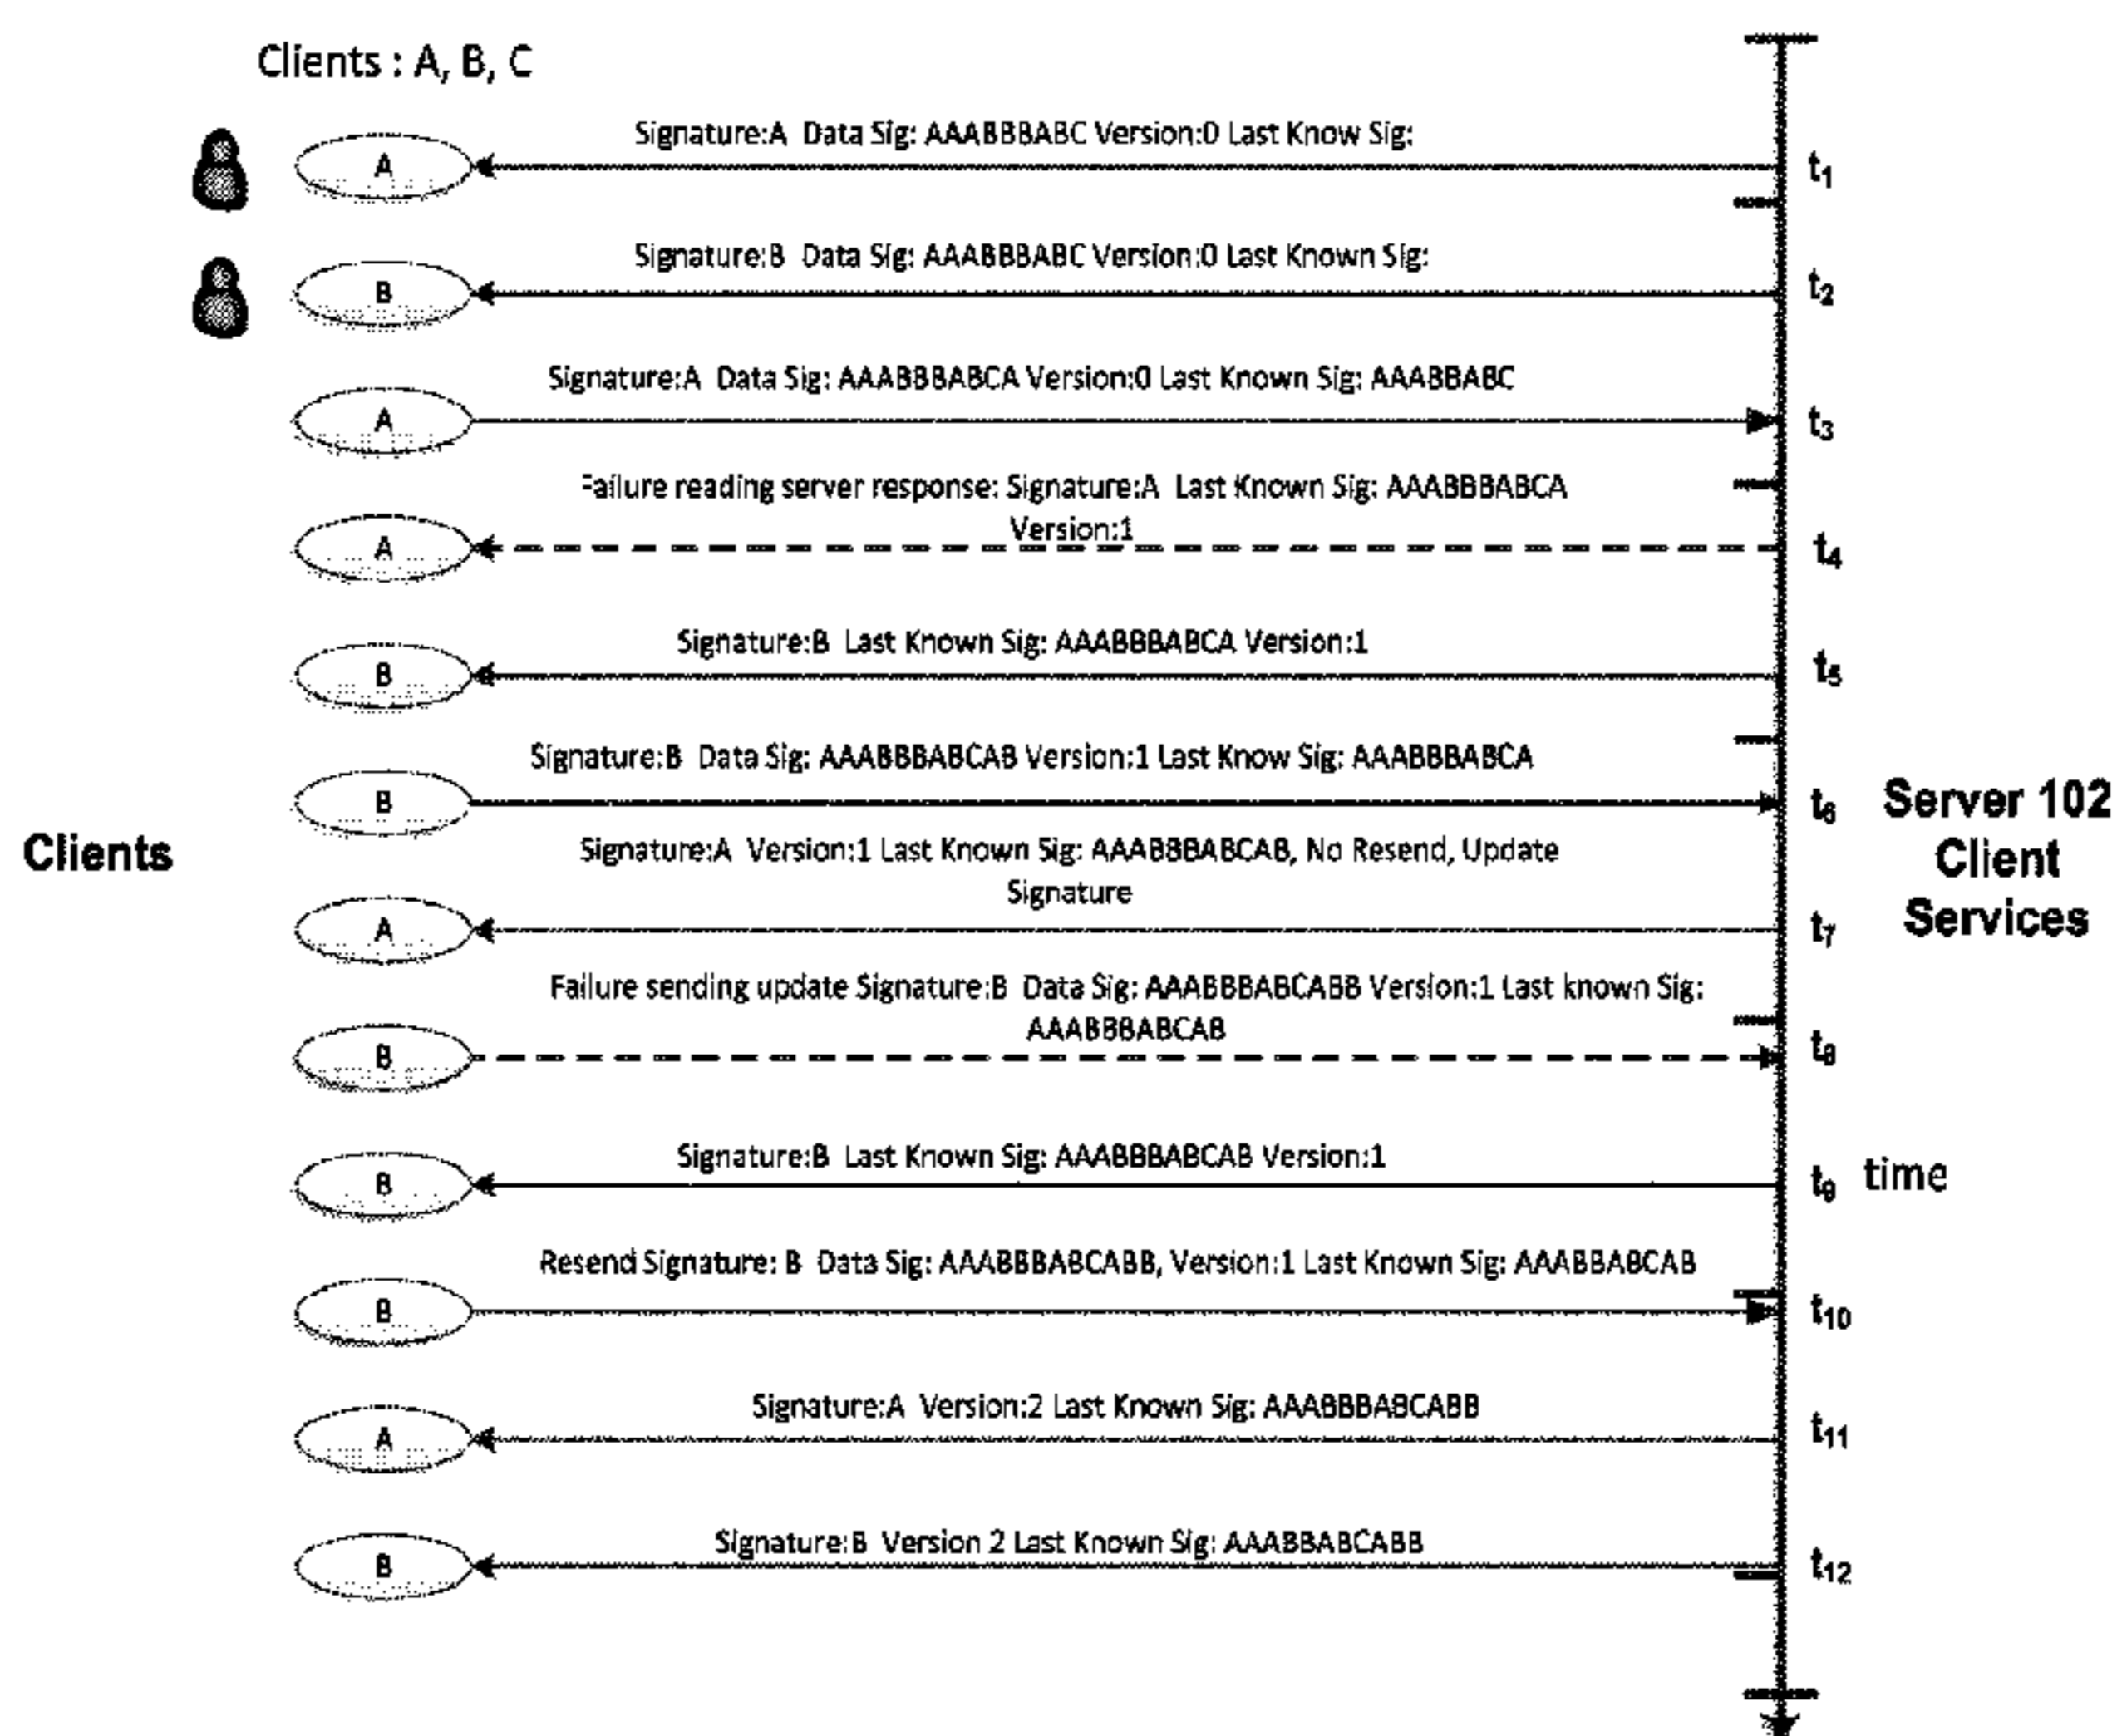 Clients : A, B, C
Signature:A Data Sig: AAABBBABC Version:0 Last Know Sig:
A
t1
Signature:B Data Sig: AAABBBABC Version:0 Last Known Sig:
B
t2
Signature:A Data Sig: AAABBBABCA Version:0 Last Known Sig: AAABBABC
A
t3
Failure reading server response: Signature:A Last Known Sig: AAABBBABCA
Version:1
A
t4
Signature:B Last Known Sig: AAABBBABCA Version:1
B
t5
Signature:B Data Sig: AAABBBABCAB Version:1 Last Know Sig: AAABBBABCA
B
t6
Server 102
Client
Services
Clients
Signature:A Version:1 Last Known Sig: AAABBBABCAB, No Resend, Update
Signature
A
t7
Failure sending update Signature:B Data Sig: AAABBBABCABB Version:1 Last known Sig:
AAABBBABCAB
B
t8
Signature:B Last Known Sig: AAABBBABCAB Version:1
B
t9
time
Resend Signature: B Data Sig: AAABBBABCABB, Version:1 Last Known Sig: AAABBABCAB
B
t10
Signature:A Version:2 Last Known Sig: AAABBBABCABB
A
t11
Signature:B Version 2 Last Known Sig: AAABBABCABB
B
t12